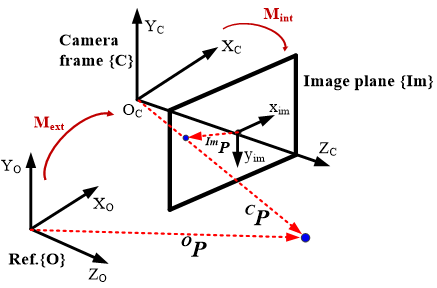 Y_C
M_int
Camera
frame {C}
X_C
Image plane {Im}
O_C
x_im
M_ext
^Im P
y_im
Z_C
Y_O
X_O
^C P
^O P
Ref.{O}
Z_O